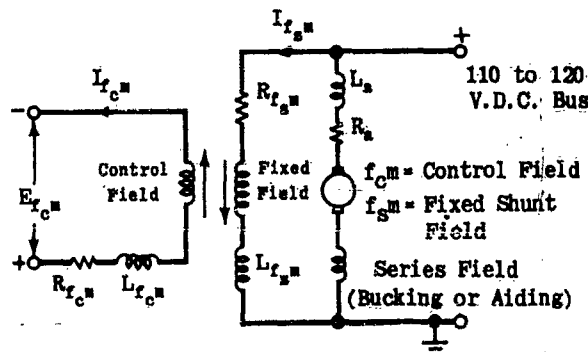 I_{f_s m}
+
110 to 120
V.D.C. Bus
I_{f_c m}
-
R_{f_s m}
L_a
R_a
Control
Field
Fixed
Field
f_c m = Control Field
f_s m = Fixed Shunt
Field
E_{f_c m}
+
R_{f_c m}
L_{f_c m}
L_{f_s m}
Series Field
(Bucking or Aiding)